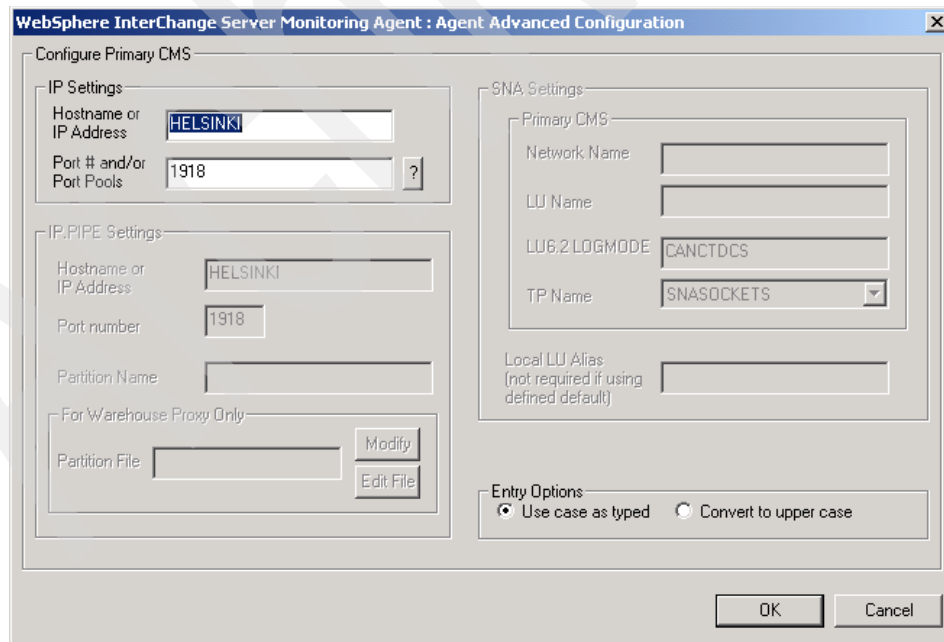 WebSphere InterChange Server Monitoring Agent : Agent Advanced Configuration
Configure Primary CMS
IP Settings
Hostname or
IP Address
HELSINKI
Port # and/or
Port Pools
1918
?
IP.PIPE Settings
Hostname or
IP Address
HELSINKI
Port number
1918
Partition Name
For Warehouse Proxy Only
Partition File
Modify
Edit File
SNA Settings
Primary CMS
Network Name
LU Name
LU6.2 LOGMODE
CANCTDCS
TP Name
SNASOCKETS
Local LU Alias
(not required if using
defined default)
Entry Options
Use case as typed
Convert to upper case
OK
Cancel